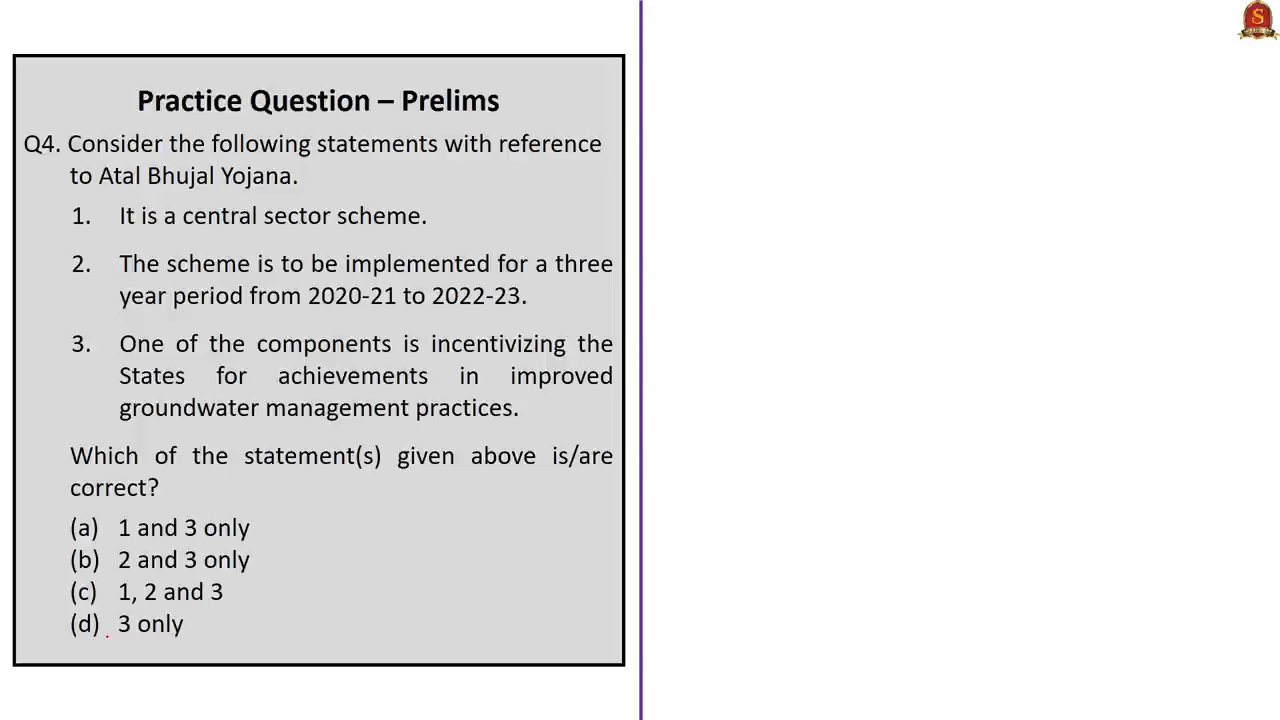 Practice Question – Prelims
Q4. Consider the following statements with reference
to Atal Bhujal Yojana.
1. It is a central sector scheme.
2. The scheme is to be implemented for a three
year period from 2020-21 to 2022-23.
3. One of the components is incentivizing the
States for achievements in improved
groundwater management practices.
Which of the statement(s) given above is/are
correct?
(a) 1 and 3 only
(b) 2 and 3 only
(c) 1, 2 and 3
(d) 3 only
S